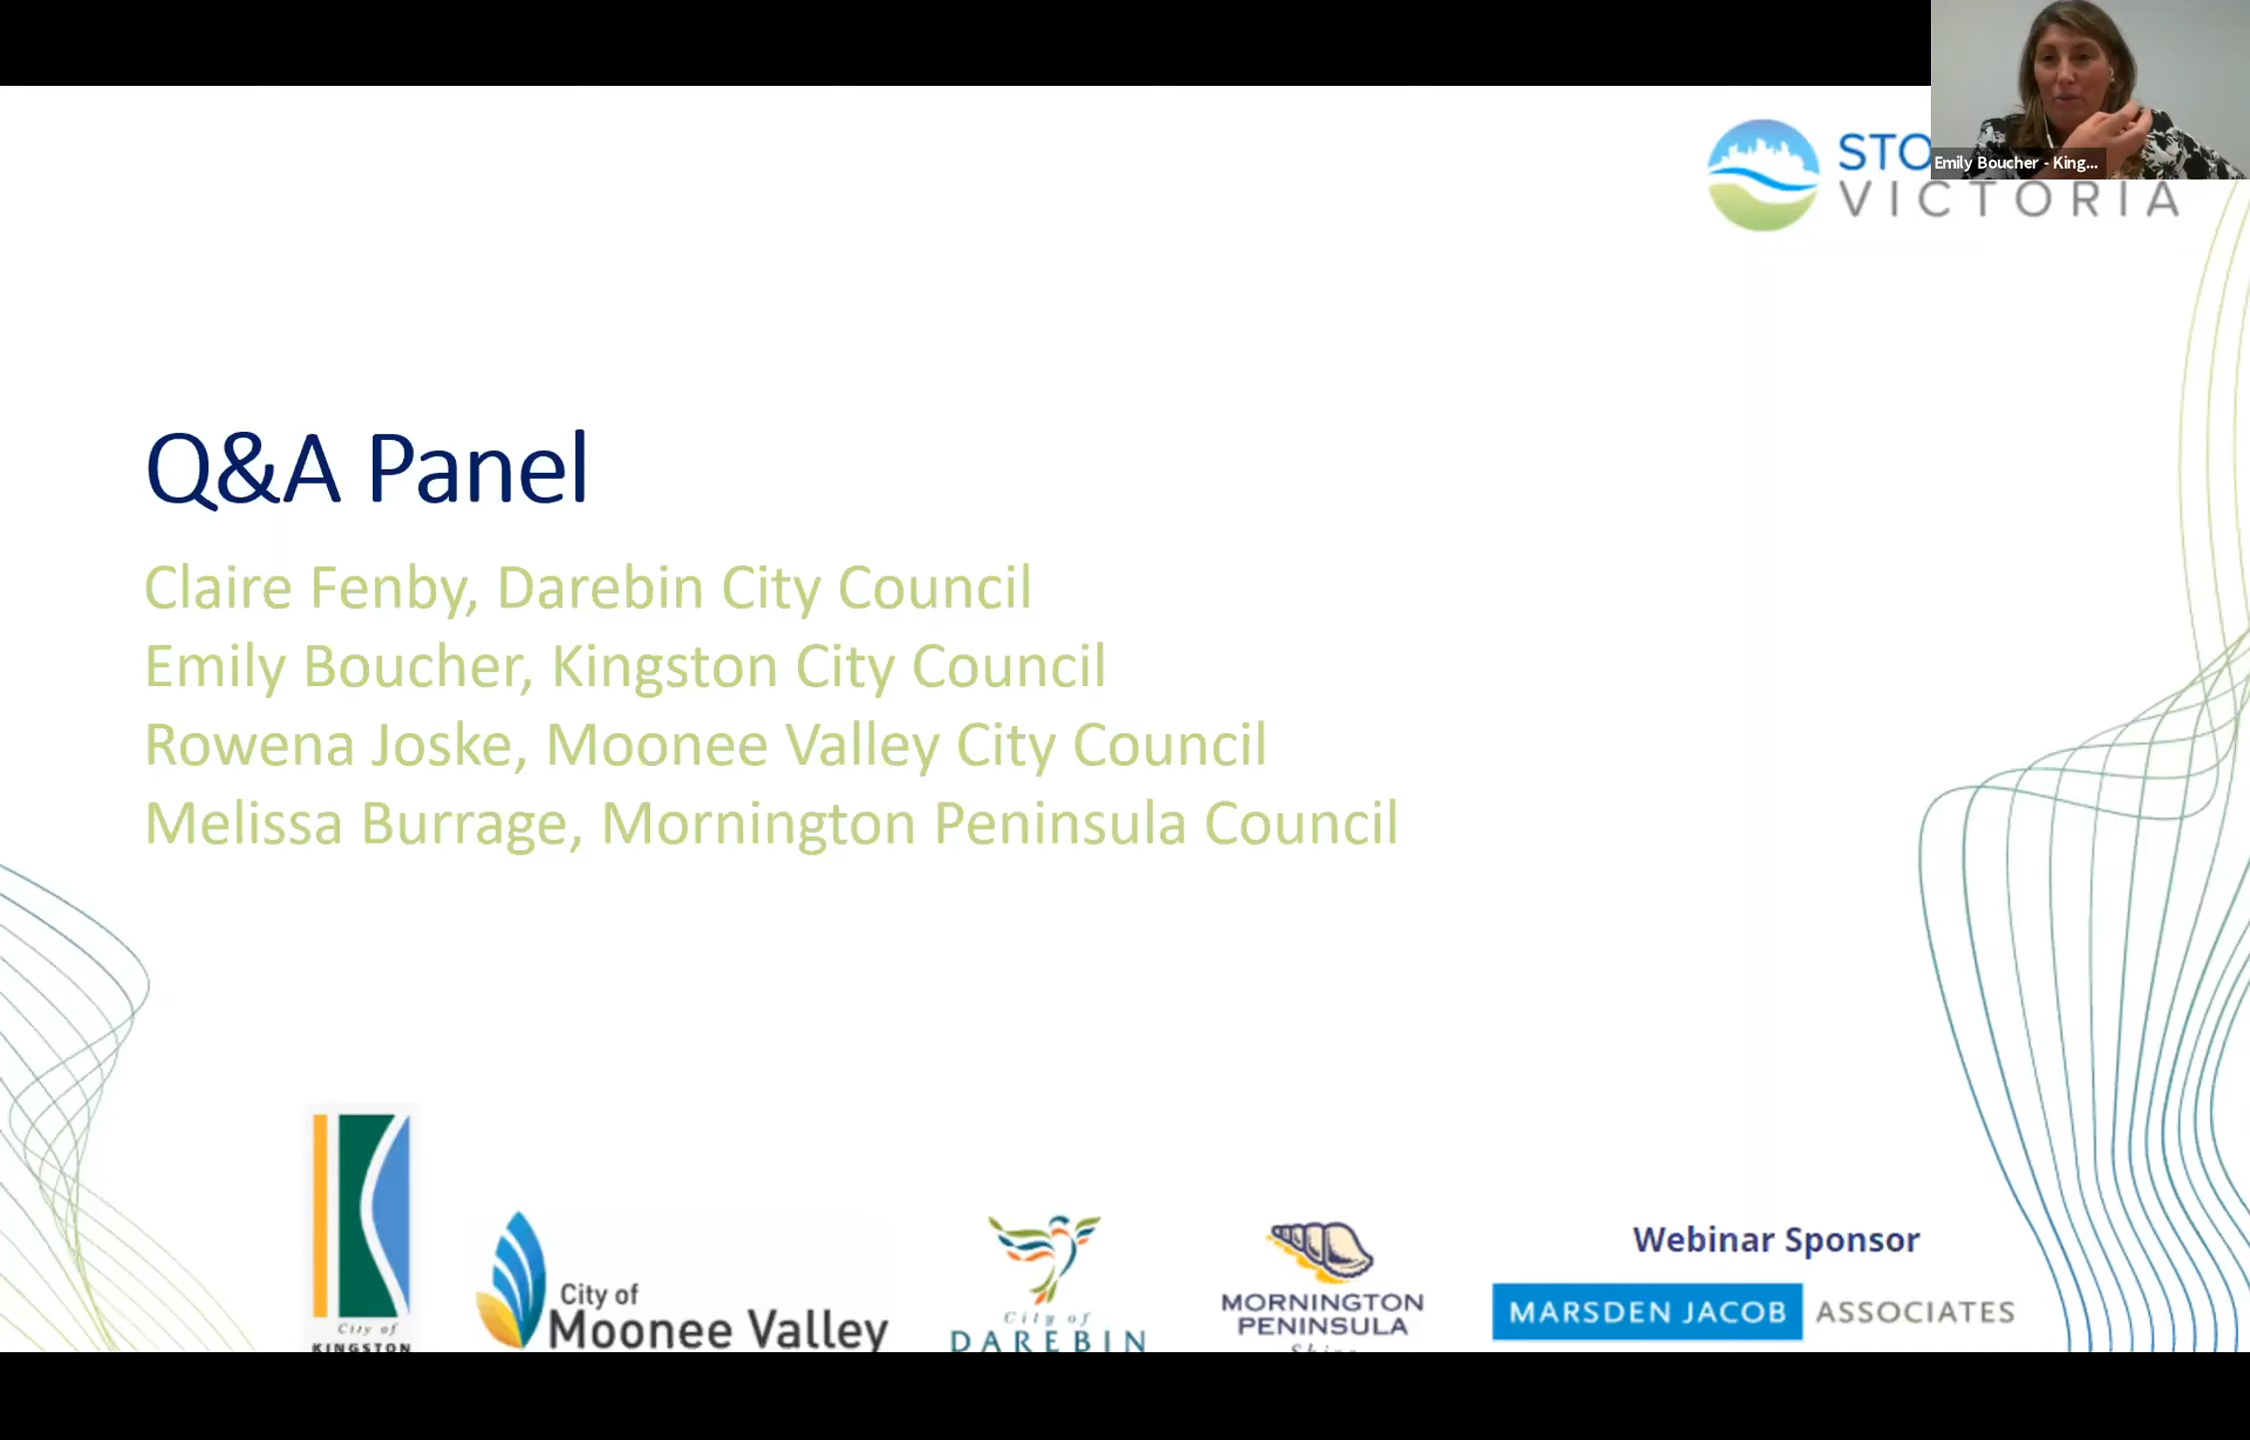 STO
VICTORIA
Emily Boucher - King...
Q&A Panel
Claire Fenby, Darebin City Council
Emily Boucher, Kingston City Council
Rowena Joske, Moonee Valley City Council
Melissa Burrage, Mornington Peninsula Council
City of
KINGSTON
City of
Moonee Valley
City of
DAREBIN
MORNINGTON
PENINSULA
Webinar Sponsor
MARSDEN JACOB ASSOCIATES